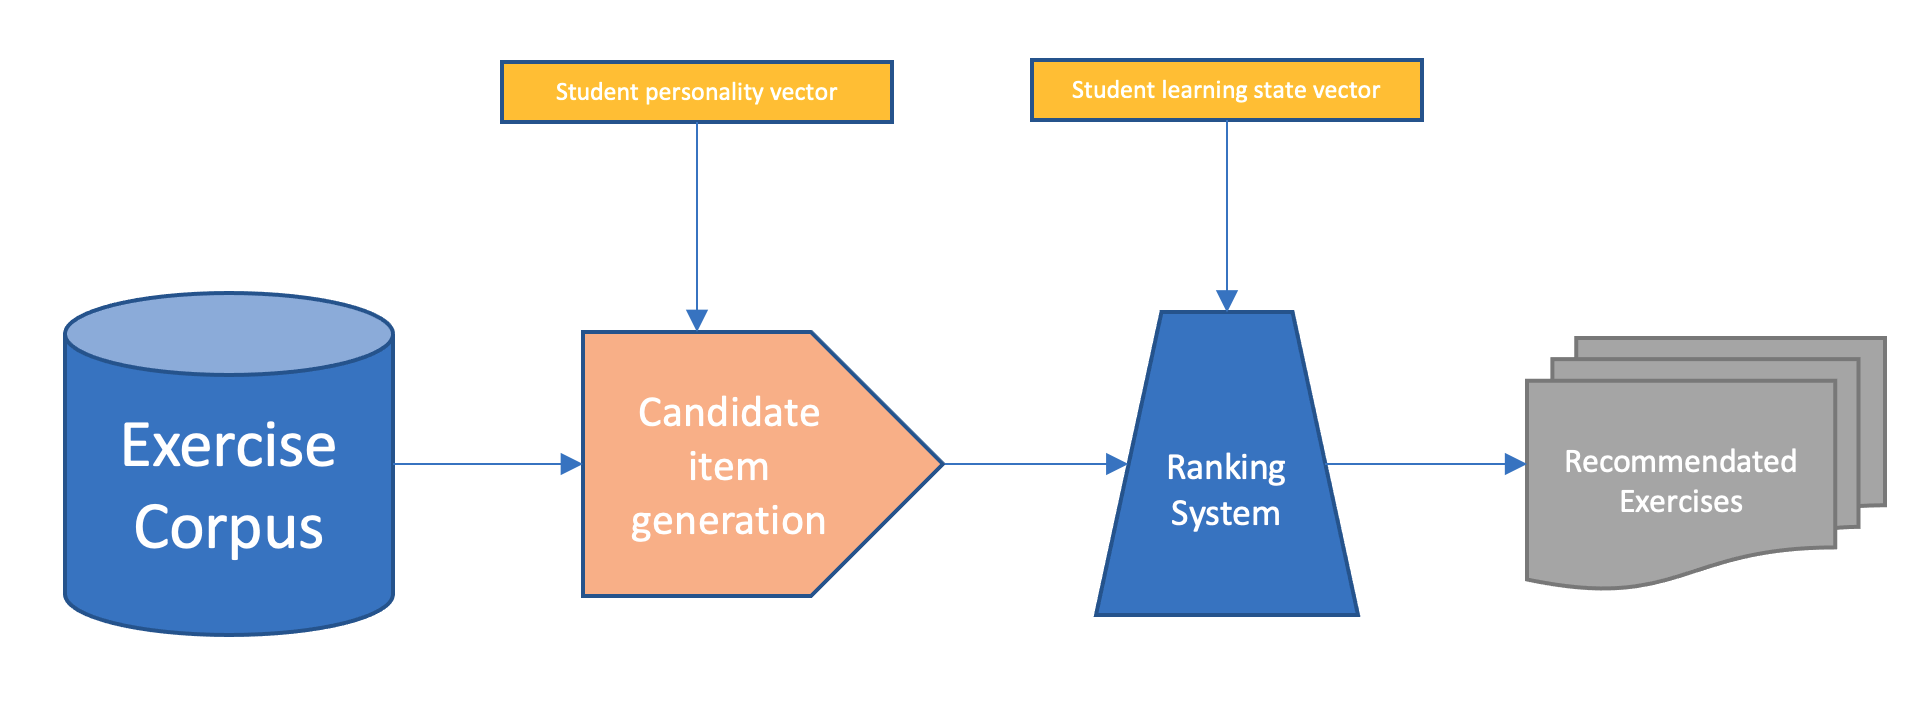 Student personality vector
Student learning state vector
Exercise
Corpus
Candidate
item
generation
Ranking
System
Recommendated
Exercises